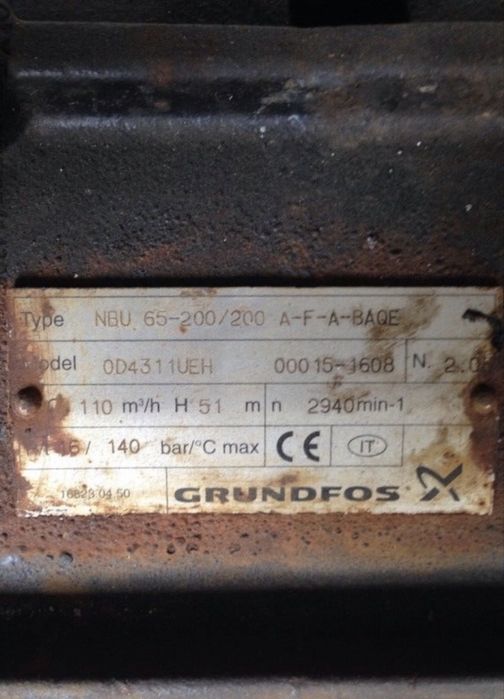 Type NBU 65-200/200 A-F-A-BAQE
Model 0D4311UEH 00015-1608 N. 2.0
110 m³/h H 51 m n 2940min-1
16/ 140 bar/°C max CE IT
16823 04 50 GRUNDFOS